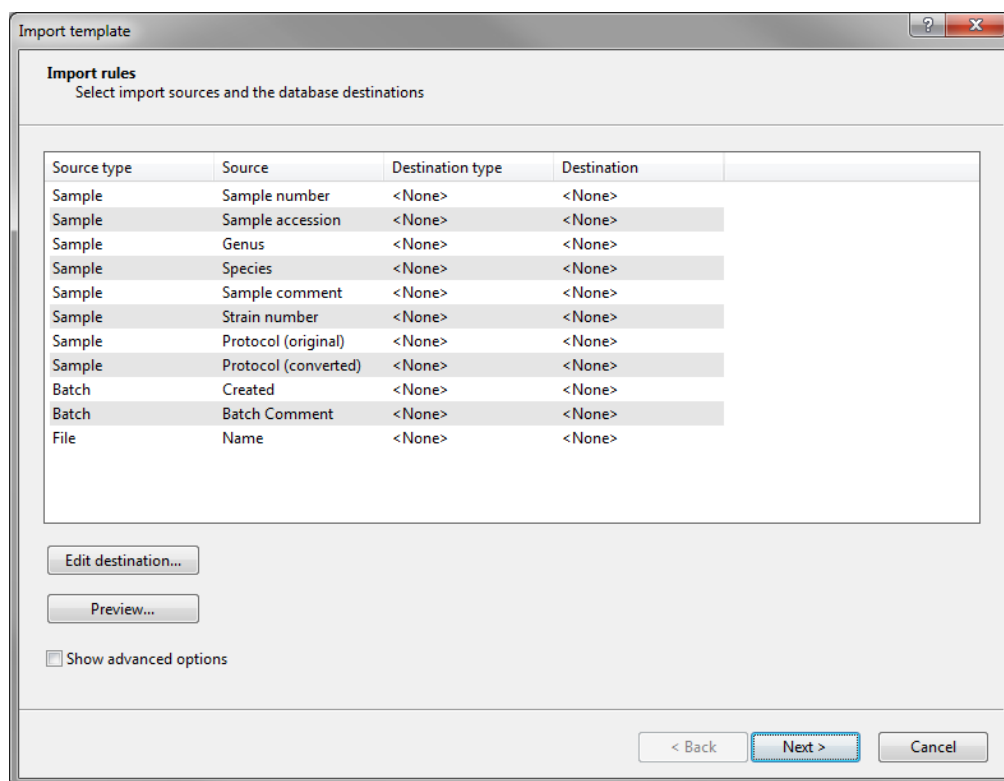 Import template
?
Import rules
Select import sources and the database destinations
Source type Source Destination type Destination
Sample Sample number <None> <None>
Sample Sample accession <None> <None>
Sample Genus <None> <None>
Sample Species <None> <None>
Sample Sample comment <None> <None>
Sample Strain number <None> <None>
Sample Protocol (original) <None> <None>
Sample Protocol (converted) <None> <None>
Batch Created <None> <None>
Batch Batch Comment <None> <None>
File Name <None> <None>
Edit destination...
Preview...
Show advanced options
< Back Next > Cancel